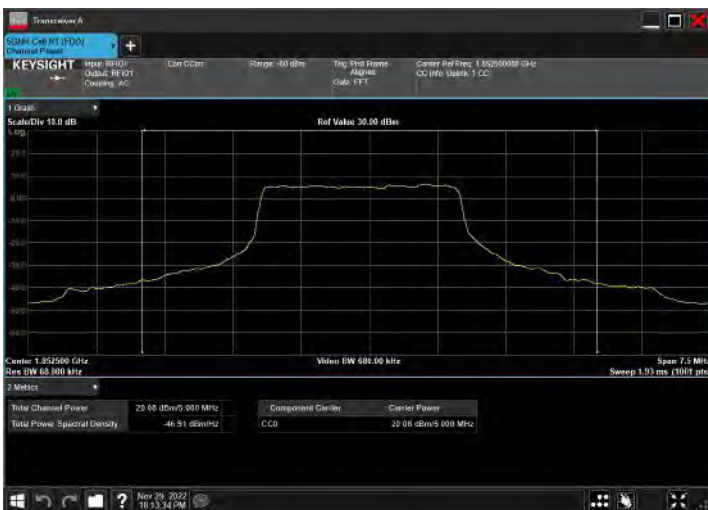 Transceiver A
5GNR-Cell N1 (FDD)
Channel Power
+
KEYSIGHT
Input: RFIO1
Output: RFIO1
Coupling: AC
Corr CCorr
Trig: Prot Frame
Aligned
Gate: FFT
Carrier Ref Freq: 1.852500000 GHz
CC Info: Uplink, 1 CC
1 Graph
Scale/Div 10.0 dB
Ref Value 30.00 dBm
Log
Center 1.852500 GHz
Video BW 680.00 kHz
Span 7.5 MHz
Res BW 68.000 kHz
Sweep 1.93 ms (1001 pts
2 Metrics
Total Channel Power
20.08 dBm/5.000 MHz
Total Power Spectral Density
-46.91 dBm/Hz
Component Carrier
Carrier Power
CC0
20.08 dBm/5.000 MHz
?
Nov 29, 2022
10:13:34 PM